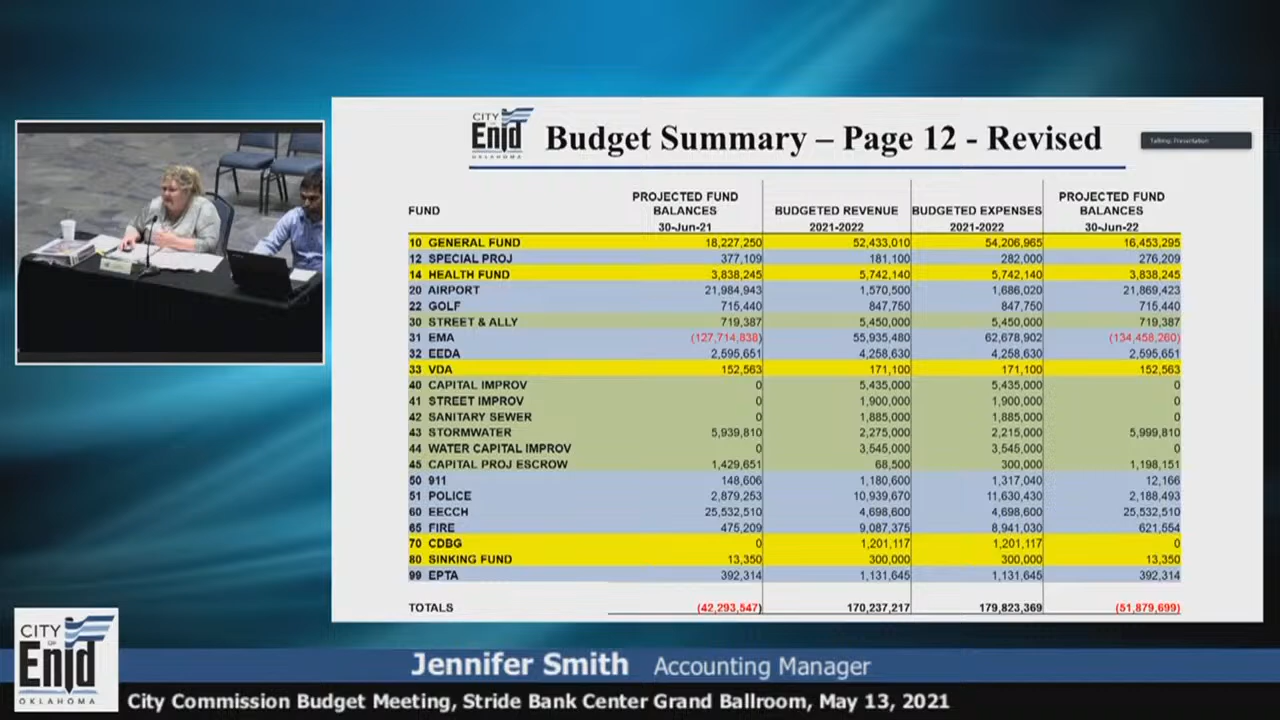 CITY
OF
Enid
OKLAHOMA
Budget Summary – Page 12 - Revised
Talking: Presentation
FUND PROJECTED FUND BALANCES 30-Jun-21 BUDGETED REVENUE 2021-2022 BUDGETED EXPENSES 2021-2022 PROJECTED FUND BALANCES 30-Jun-22
10 GENERAL FUND 18,227,250 52,433,010 54,206,965 16,453,295
12 SPECIAL PROJ 377,109 181,100 282,000 276,209
14 HEALTH FUND 3,838,245 5,742,140 5,742,140 3,838,245
20 AIRPORT 21,984,943 1,570,500 1,686,020 21,869,423
22 GOLF 715,440 847,750 847,750 715,440
30 STREET & ALLY 719,387 5,450,000 5,450,000 719,387
31 EMA (127,714,838) 55,935,480 62,678,902 (134,458,260)
32 EEDA 2,595,651 4,258,630 4,258,630 2,595,651
33 VDA 152,563 171,100 171,100 152,563
40 CAPITAL IMPROV 0 5,435,000 5,435,000 0
41 STREET IMPROV 0 1,900,000 1,900,000 0
42 SANITARY SEWER 0 1,885,000 1,885,000 0
43 STORMWATER 5,939,810 2,275,000 2,215,000 5,999,810
44 WATER CAPITAL IMPROV 0 3,545,000 3,545,000 0
45 CAPITAL PROJ ESCROW 1,429,651 68,500 300,000 1,198,151
50 911 148,606 1,180,600 1,317,040 12,166
51 POLICE 2,879,253 10,939,670 11,630,430 2,188,493
60 EECCH 25,532,510 4,698,600 4,698,600 25,532,510
65 FIRE 475,209 9,087,375 8,941,030 621,554
70 CDBG 0 1,201,117 1,201,117 0
80 SINKING FUND 13,350 300,000 300,000 13,350
99 EPTA 392,314 1,131,645 1,131,645 392,314
TOTALS (42,293,547) 170,237,217 179,823,369 (51,879,699)
CITY
OF
Enid
OKLAHOMA
Jennifer Smith Accounting Manager
City Commission Budget Meeting, Stride Bank Center Grand Ballroom, May 13, 2021